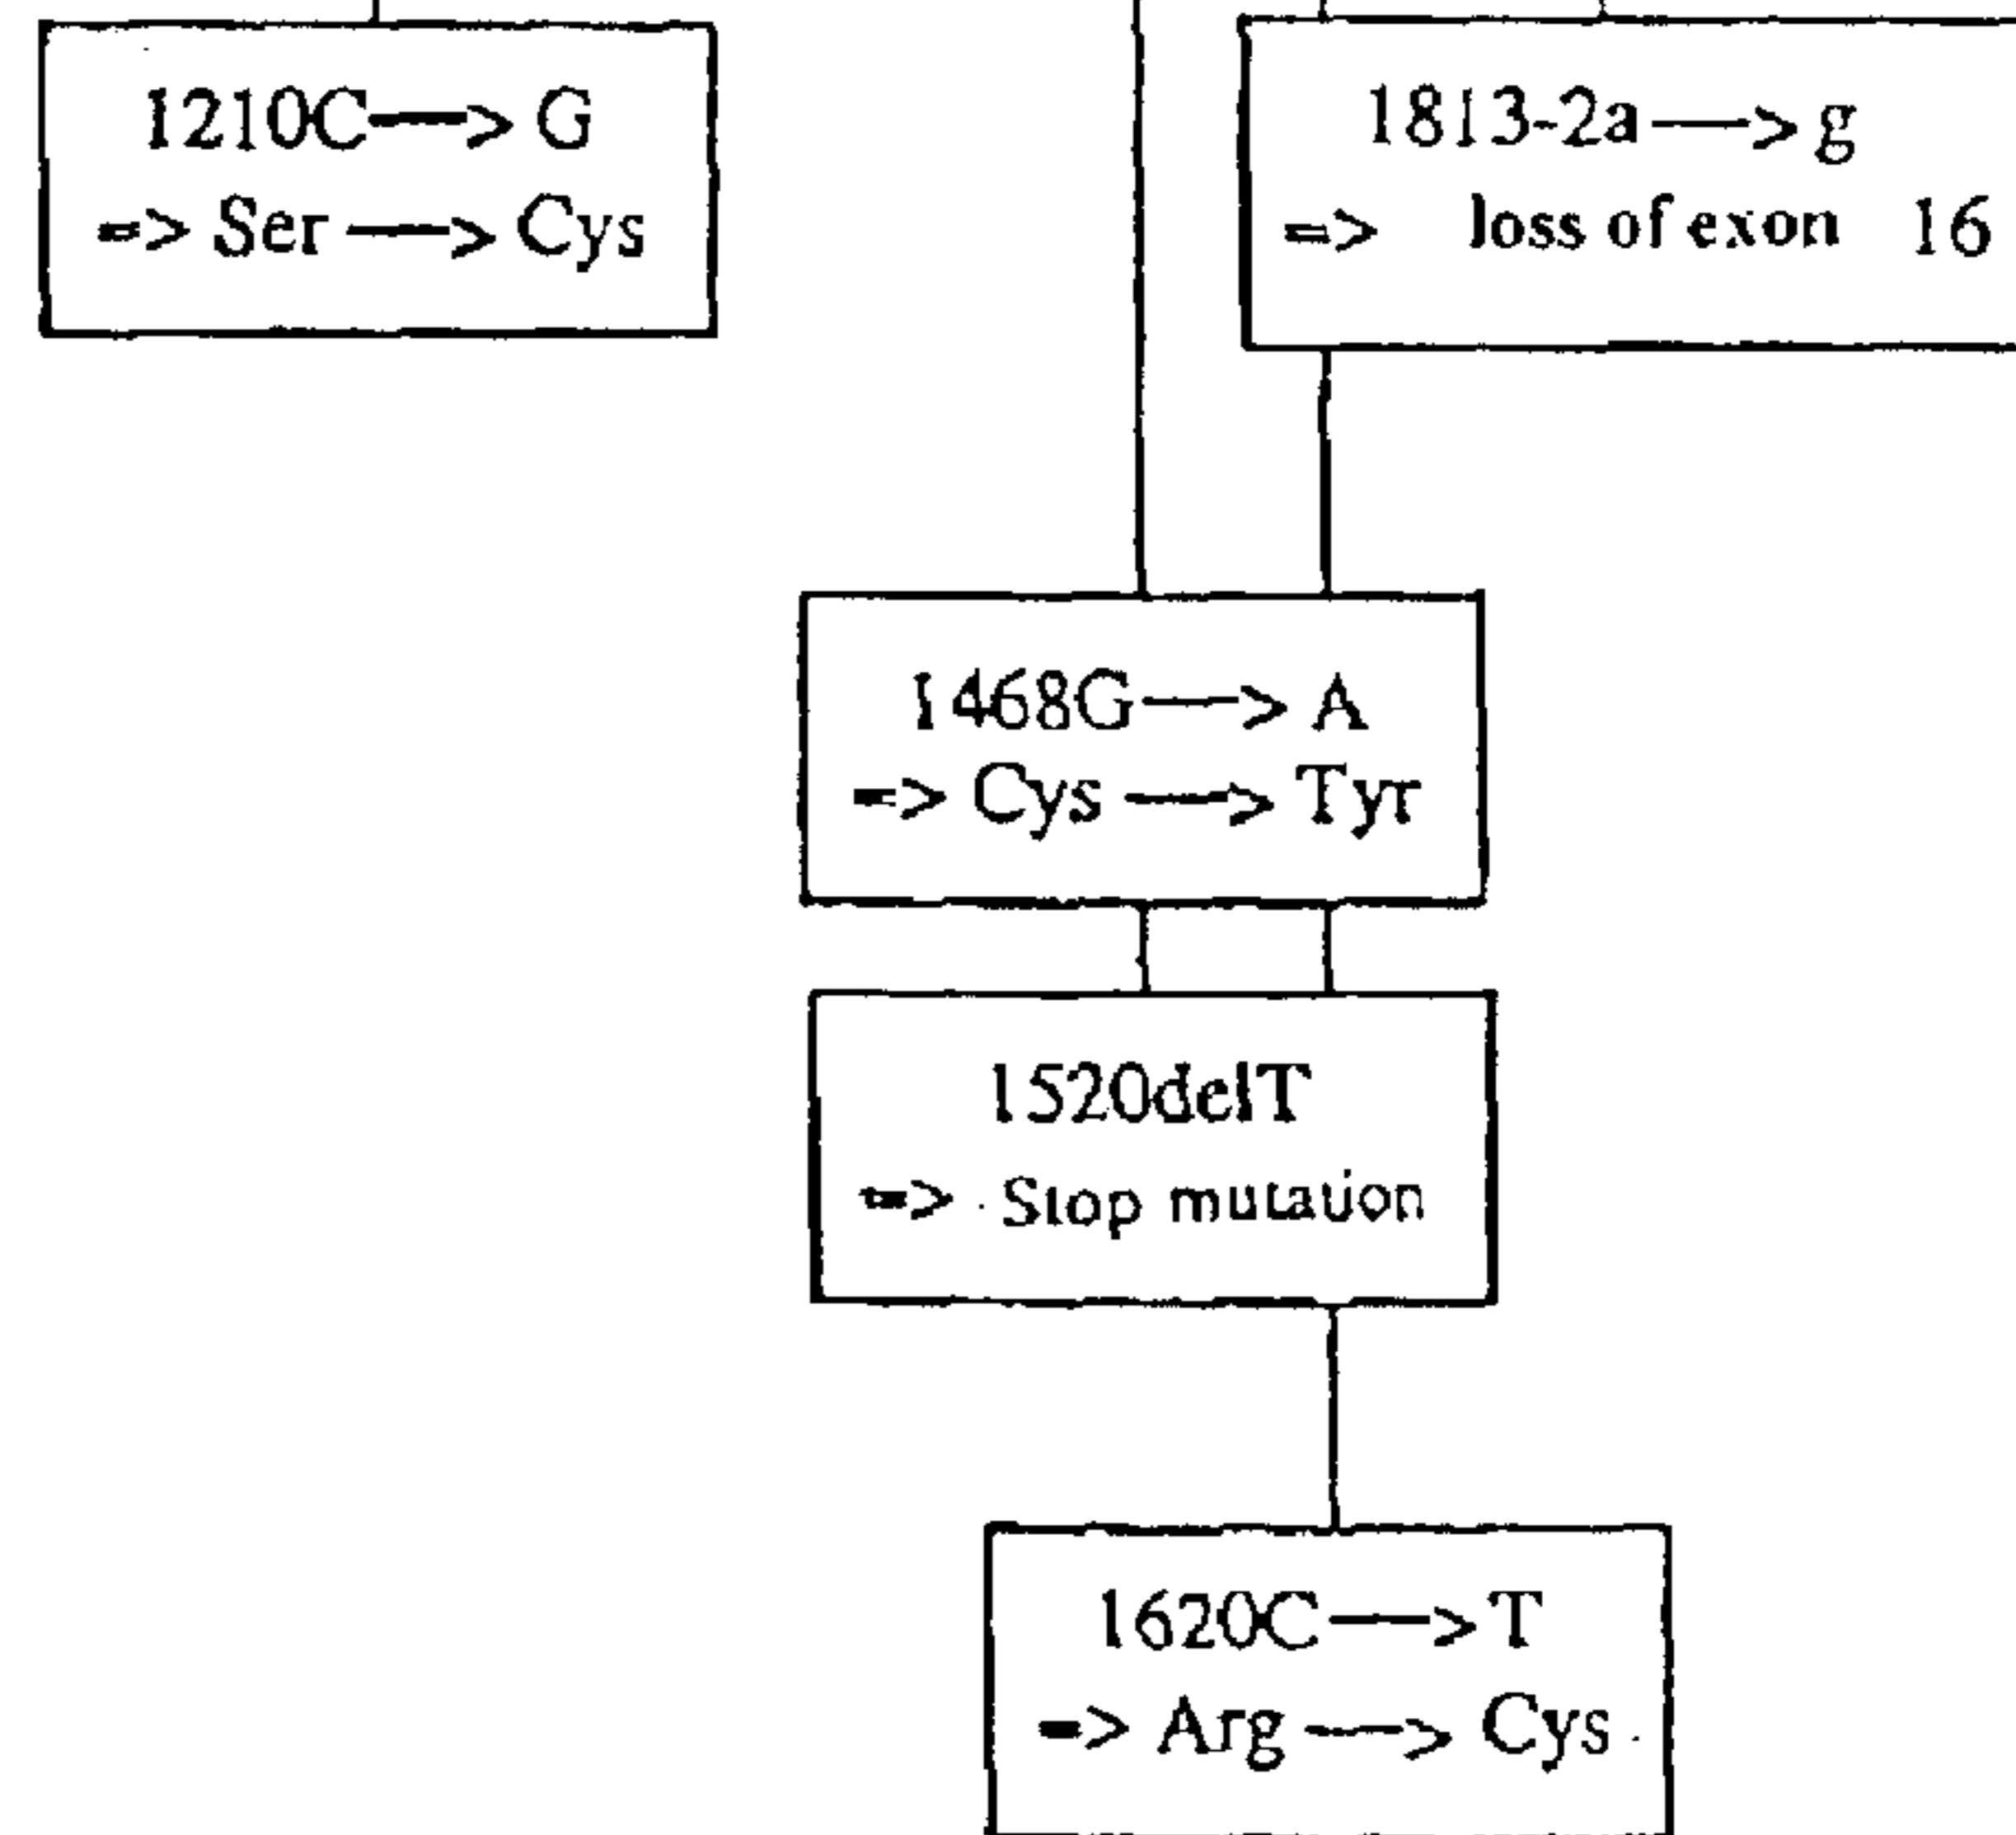 1210C—> G
=> Ser —> Cys
1813-2a—> g
=> loss of exon 16
1468G—> A
=> Cys —> Tyr
1520delT
=> Stop mutation
1620C—> T
=> Arg —> Cys